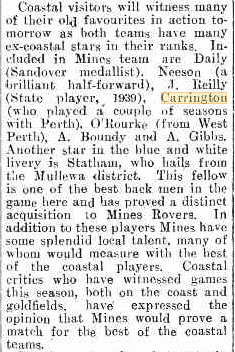 Coastal visitors will witness many
of their old favourites in action to-
morrow as both teams have many
ex-coastal stars in their ranks. In-
cluded in Mines team are Daily
(Sandover medallist), Neeson (a
brilliant half-forward), J. Reilly
(State player, 1939), Carrington
(who played a couple of seasons
with Perth), O'Rourke (from West
Perth), A. Boundy and A. Gibbs.
Another star in the blue and white
livery is Statham, who hails from
the Mullewa district. This fellow
is one of the best back men in the
game here and has proved a distinct
acquisition to Mines Rovers. In
addition to these players Mines have
some splendid local talent, many of
whom would measure with the best
of the coastal players. Coastal
critics who have witnessed games
this season, both on the coast and
goldfields, have expressed the
opinion that Mines would prove a
match for the best of the coastal
teams.